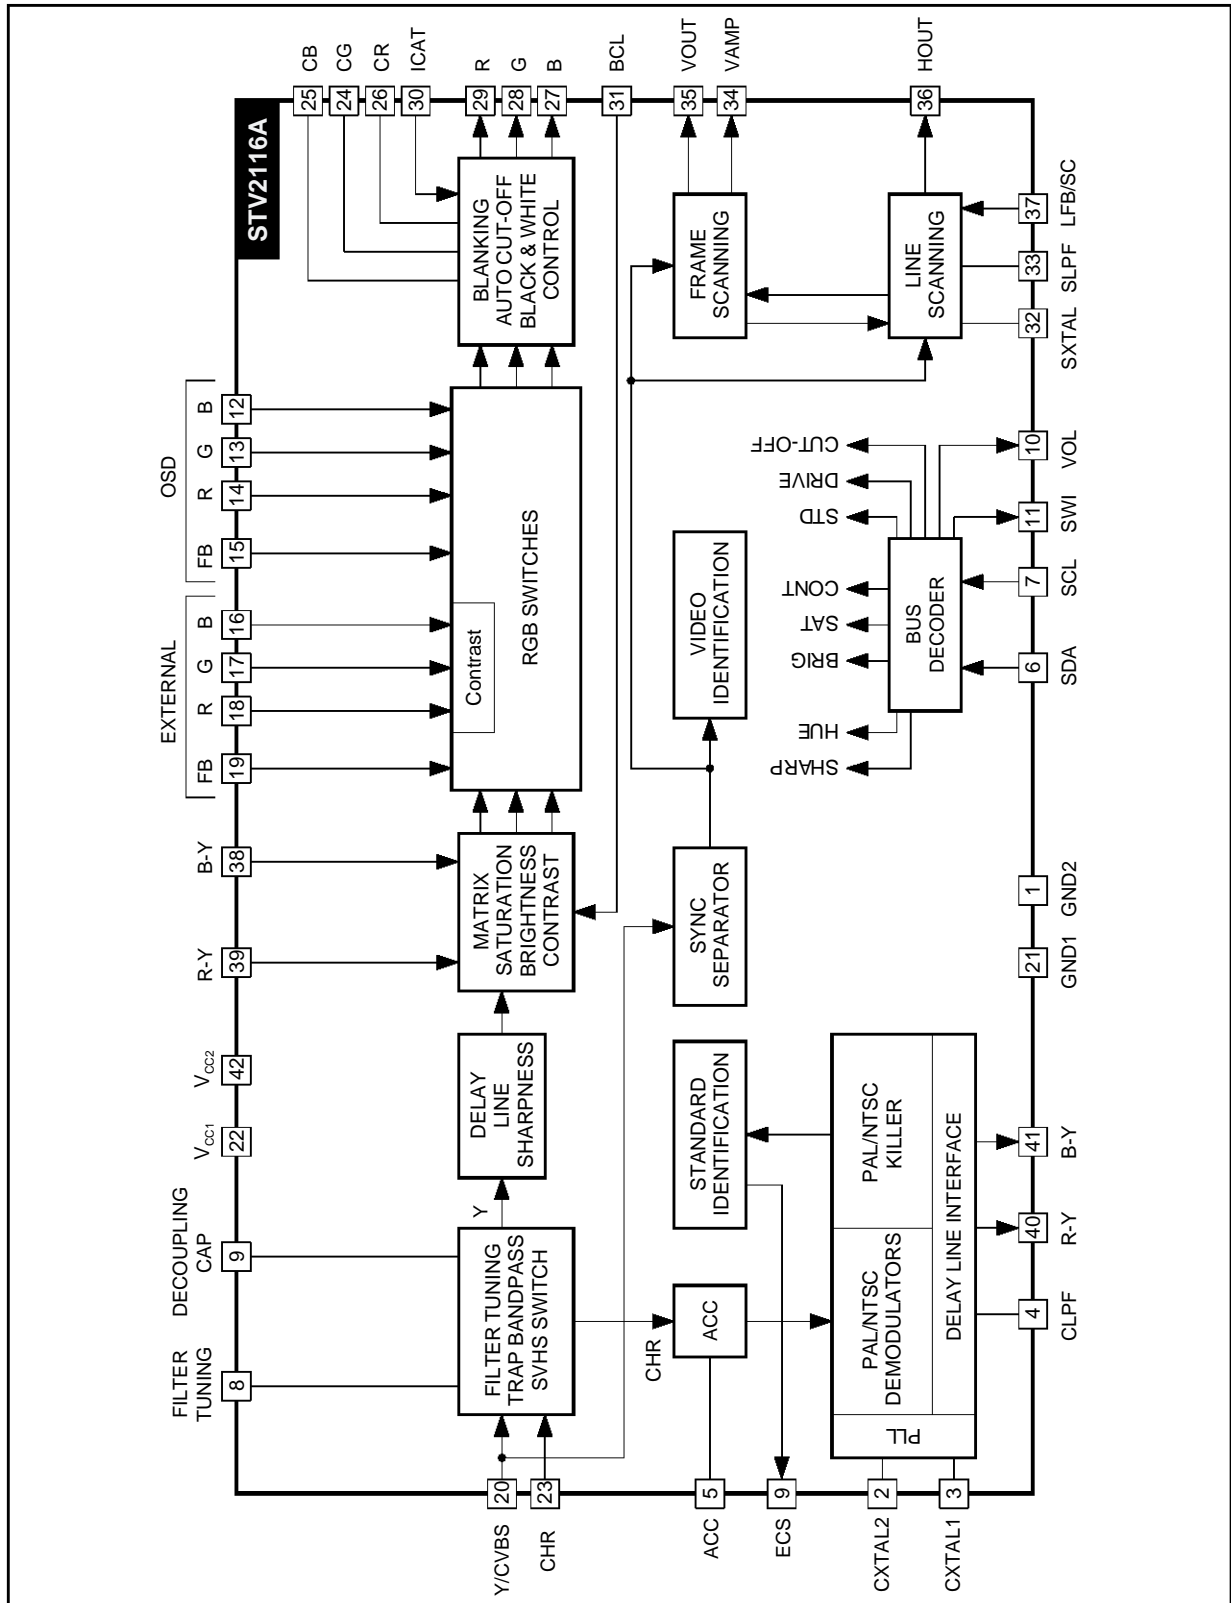 STV2116A
FILTER
TUNING
8
DECOUPLING
CAP
9
VCC1
22
VCC2
42
R-Y
39
B-Y
38
EXTERNAL
FB
19
R
18
G
17
B
16
OSD
FB
15
R
14
G
13
B
12
CB
25
CG
24
CR
26
ICAT
30
R
29
G
28
B
27
BCL
31
VOUT
35
VAMP
34
HOUT
36
Y/CVBS
20
CHR
23
ACC
5
ECS
9
CXTAL2
2
CXTAL1
3
FILTER TUNING
TRAP BANDPASS
SVHS SWITCH
Y
DELAY
LINE
SHARPNESS
MATRIX
SATURATION
BRIGHTNESS
CONTRAST
Contrast
RGB SWITCHES
BLANKING
AUTO CUT-OFF
BLACK & WHITE
CONTROL
CHR
ACC
STANDARD
IDENTIFICATION
SYNC
SEPARATOR
VIDEO
IDENTIFICATION
FRAME
SCANNING
LINE
SCANNING
PLL
PAL/NTSC
DEMODULATORS
PAL/NTSC
KILLER
DELAY LINE INTERFACE
SHARP
HUE
BRIG
SAT
CONT
STD
DRIVE
CUT-OFF
BUS
DECODER
4
CLPF
40
R-Y
41
B-Y
21
GND1
1
GND2
6
SDA
7
SCL
11
SWI
10
VOL
32
SXTAL
33
SLPF
37
LFB/SC